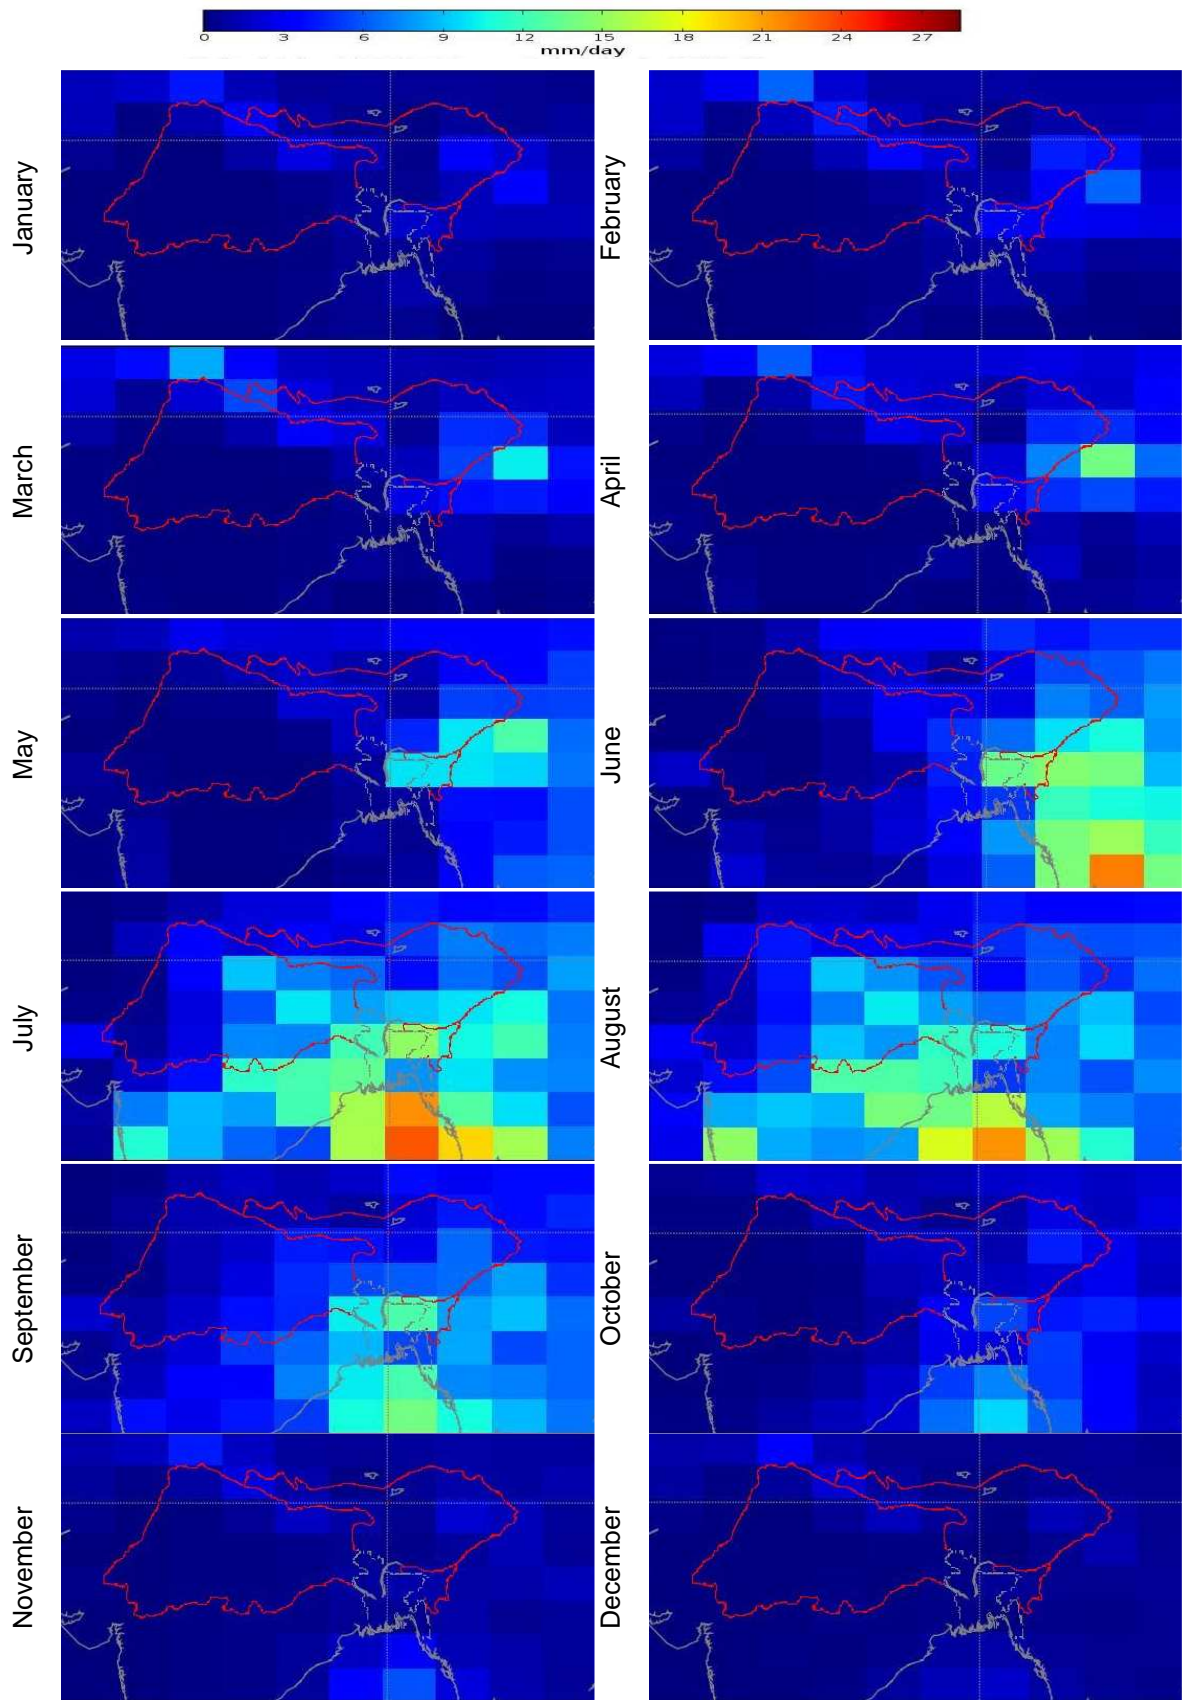 0 3 6 9 12 15 18 21 24 27
mm/day
January
February
March
April
May
June
July
August
September
October
November
December